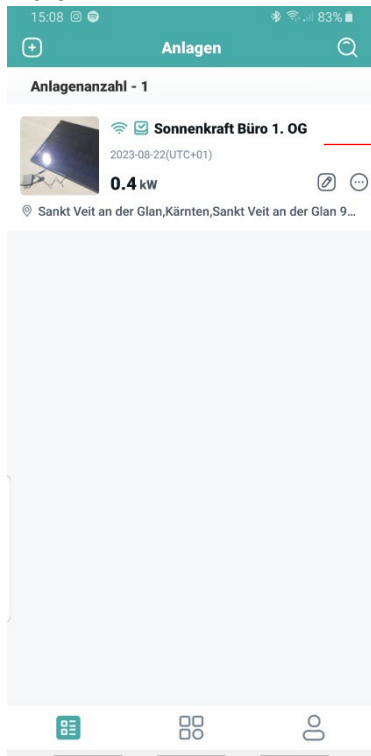 15:08 83%
Anlagen
Anlagenanzahl - 1
Sonnenkraft Büro 1. OG
2023-08-22(UTC+01)
0.4 kW
Sankt Veit an der Glan,Kärnten,Sankt Veit an der Glan 9...